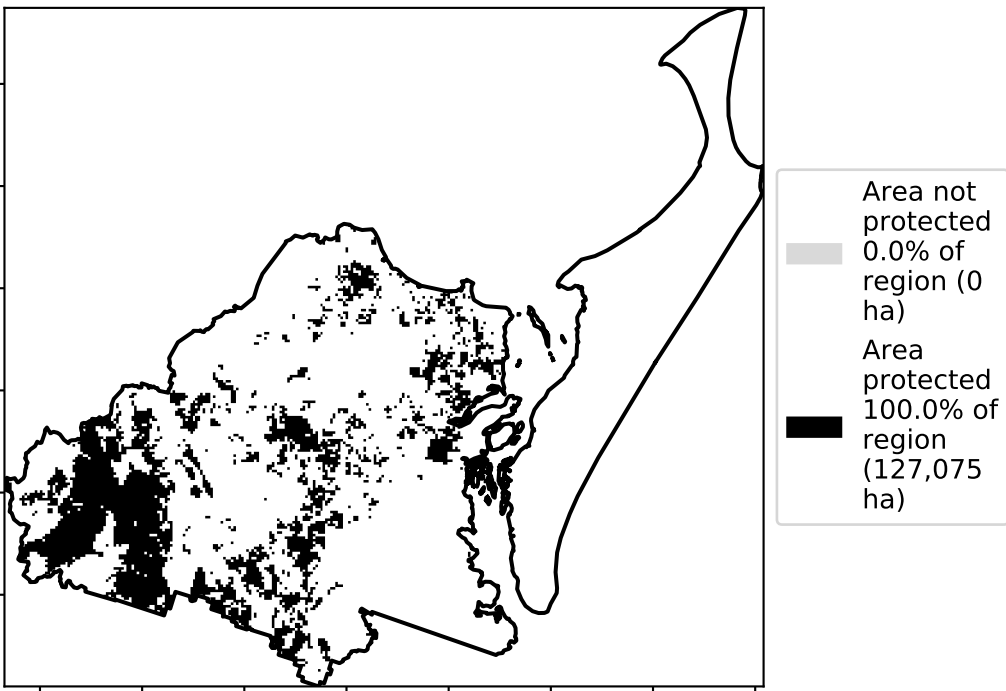 Area not
protected
0.0% of
region (0
ha)
Area
protected
100.0% of
region
(127,075
ha)